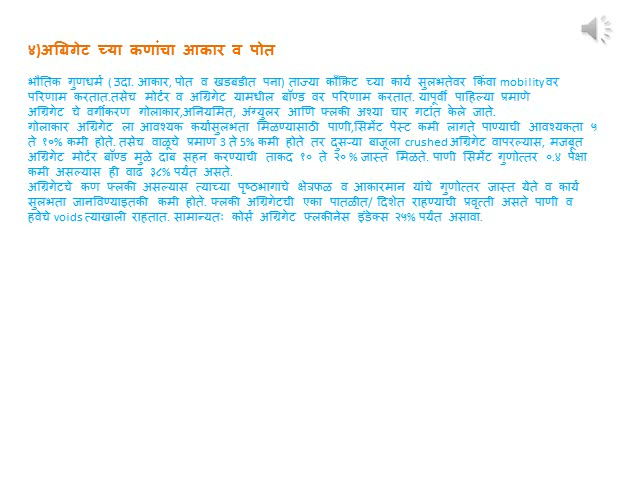 ४)अग्रिगेट च्या कणांचा आकार व पोत
भौतिक गुणधर्म ( उदा. आकार, पोत व खडबडीत पना) ताज्या काँक्रिट च्या कार्य सुलभतेवर किंवा mobility वर
परिणाम करतात.तसेच मोर्टर व अग्रिगेट यामधील बॉण्ड वर परिणाम करतात. यापूर्वी पाहिल्या प्रमाणे
अग्रिगेट चे वर्गीकरण गोलाकार,अनियमित, अंग्युलर आणि फ्लकी अश्या चार गटांत केले जाते.
गोलाकार अग्रिगेट ला आवश्यक कर्यासुलभता मिळण्यासाठी पाणी,सिमेंट पेस्ट कमी लागते पाण्याची आवश्यकता ५
ते १०% कमी होते. तसेच वाळूचे प्रमाण 3 ते 5% कमी होते तर दुसऱ्या बाजूला crushed अग्रिगेट वापरल्यास, मजबूत
अग्रिगेट मोर्टर बॉण्ड मुळे दाब सहन करण्याची ताकद १० ते २० % जास्त मिळते. पाणी सिमेंट गुणोत्तर ०.४ पेक्षा
कमी असल्यास ही वाढ ३८% पर्यंत असते.
अग्रिगेटचे कण फ्लकी असल्यास त्याच्या पृष्ठभागाचे क्षेत्रफळ व आकारमान यांचे गुणोत्तर जास्त येते व कार्य
सुलभता जानविण्याइतकी कमी होते. फ्लकी अग्रिगेटची एका पातळीत/ दिशेत राहण्याची प्रवृत्ती असते पाणी व
हवेचे voids त्याखाली राहतात. सामान्यतः कोर्स अग्रिगेट फ्लकीनेस इंडेक्स २५% पर्यंत असावा.